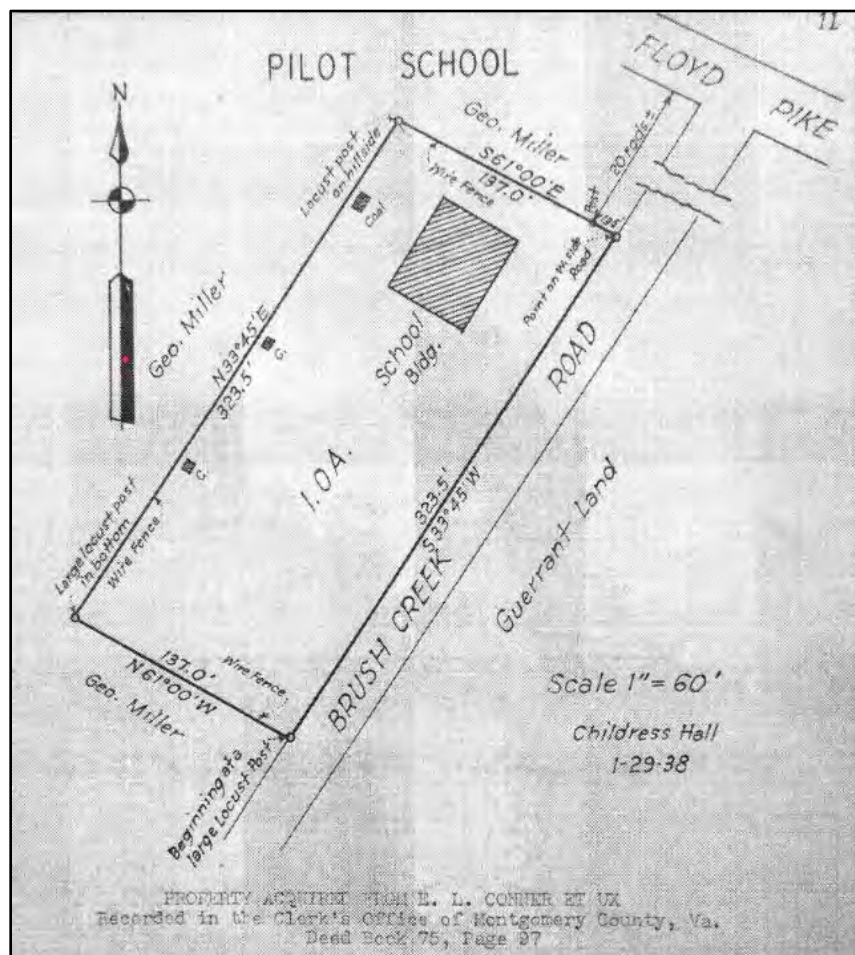 11
PILOT SCHOOL
FLOYD
PIKE
N
Geo. Miller
S61°00'E
137.0'
Wire Fence
Locust post
on hillside
Coal
20 rods±
Post
Point on W. side
Road
School
Bldg.
Geo. Miller
N33°45'E
323.5'
1.0A.
Large locust post
in bottom
Wire Fence
323.5'
S33°45'W
BRUSH CREEK ROAD
Guerrant Land
137.0'
N61°00'W
Wire Fence
Geo. Miller
Beginning at a
large Locust Post
Scale 1"= 60'
Childress Hall
1-29-38
PROPERTY ACQUIRED FROM E. L. CONNER ET UX
Recorded in the Clerk's Office of Montgomery County, Va.
Deed Book 75, Page 97